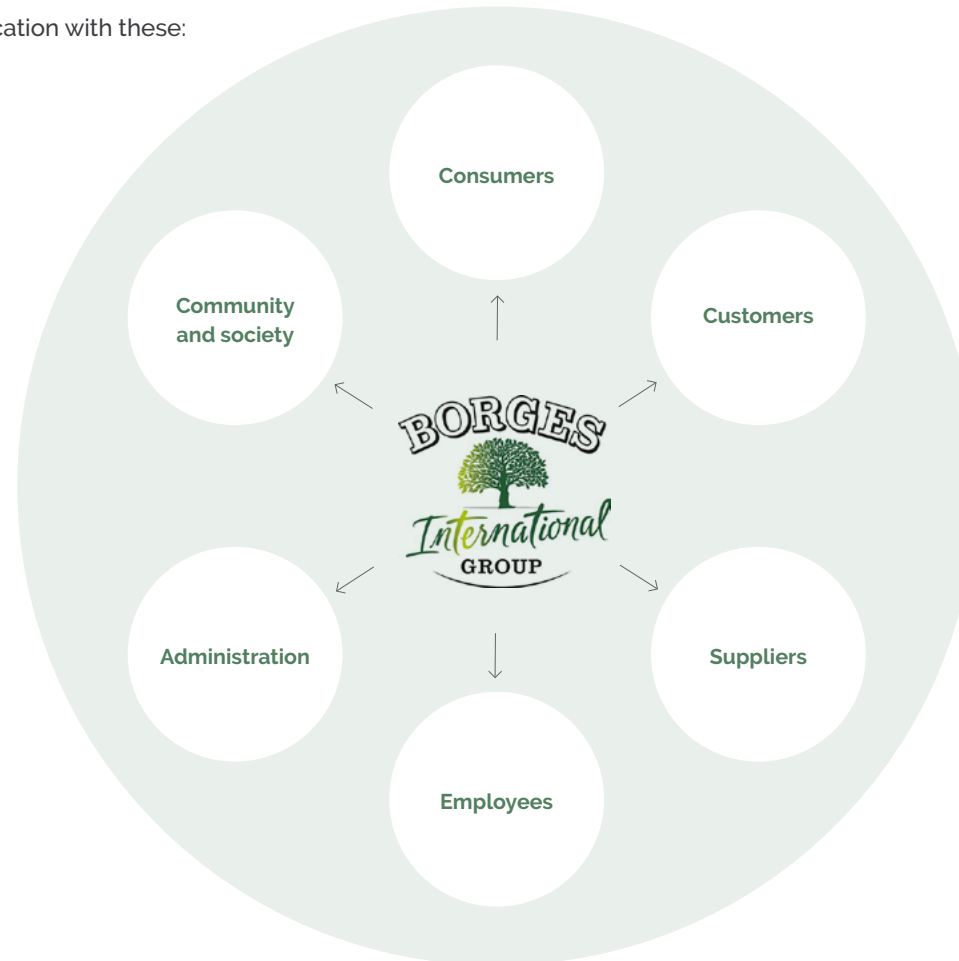 cation with these:
Consumers
Community
and society
Customers
BORGES
International
GROUP
Administration
Suppliers
Employees